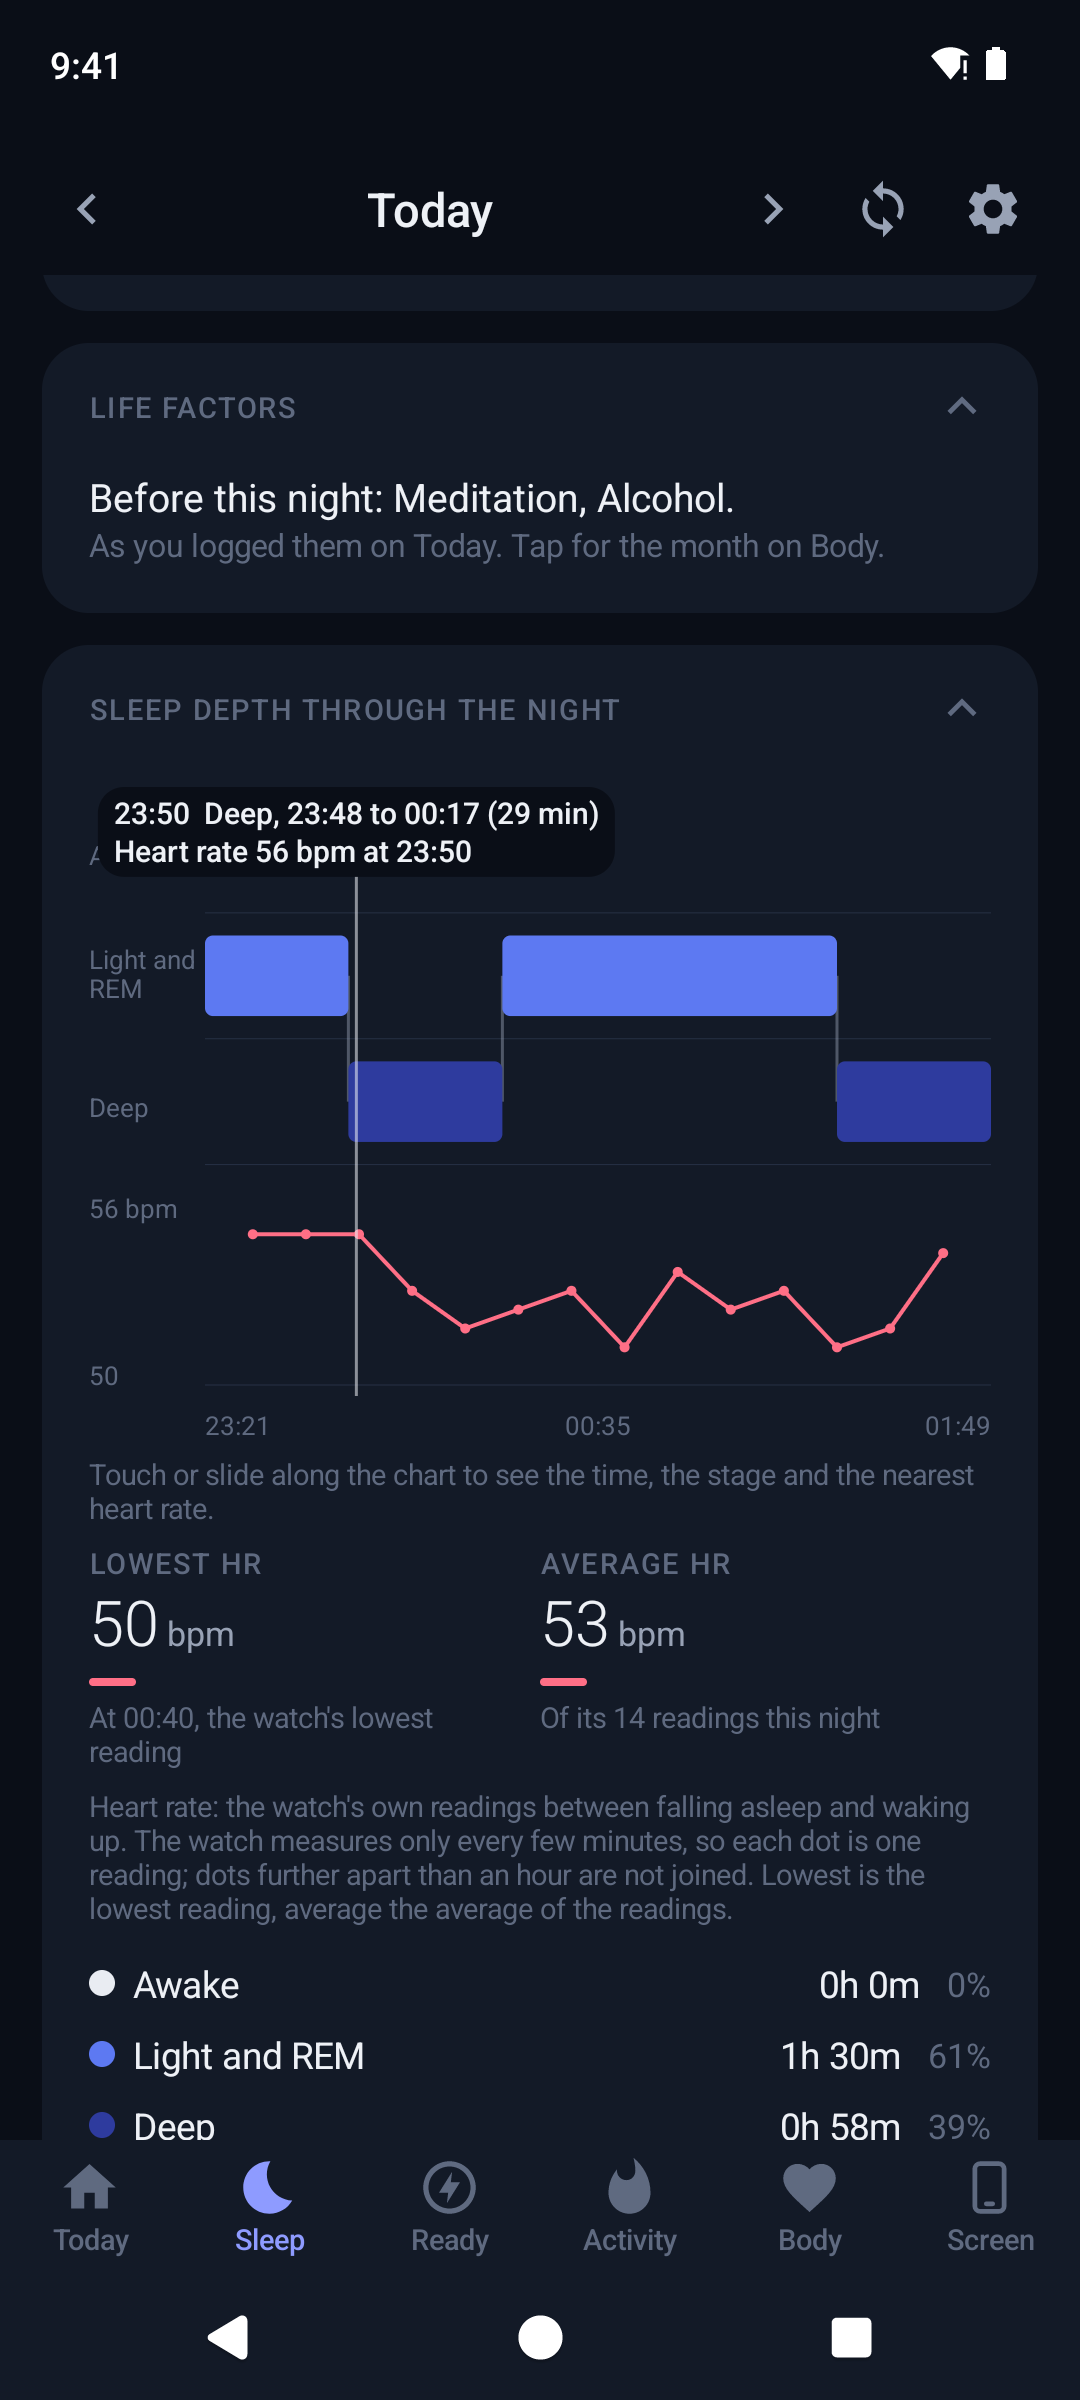 9:41
Today
LIFE FACTORS
Before this night: Meditation, Alcohol.
As you logged them on Today. Tap for the month on Body.
SLEEP DEPTH THROUGH THE NIGHT
23:50 Deep, 23:48 to 00:17 (29 min)
Heart rate 56 bpm at 23:50
Light and
REM
Deep
56 bpm
50
23:21 00:35 01:49
Touch or slide along the chart to see the time, the stage and the nearest
heart rate.
LOWEST HR AVERAGE HR
50 bpm 53 bpm
At 00:40, the watch's lowest
reading
Of its 14 readings this night
Heart rate: the watch's own readings between falling asleep and waking
up. The watch measures only every few minutes, so each dot is one
reading; dots further apart than an hour are not joined. Lowest is the
lowest reading, average the average of the readings.
Awake 0h 0m 0%
Light and REM 1h 30m 61%
Deep 0h 58m 39%
Today Sleep Ready Activity Body Screen